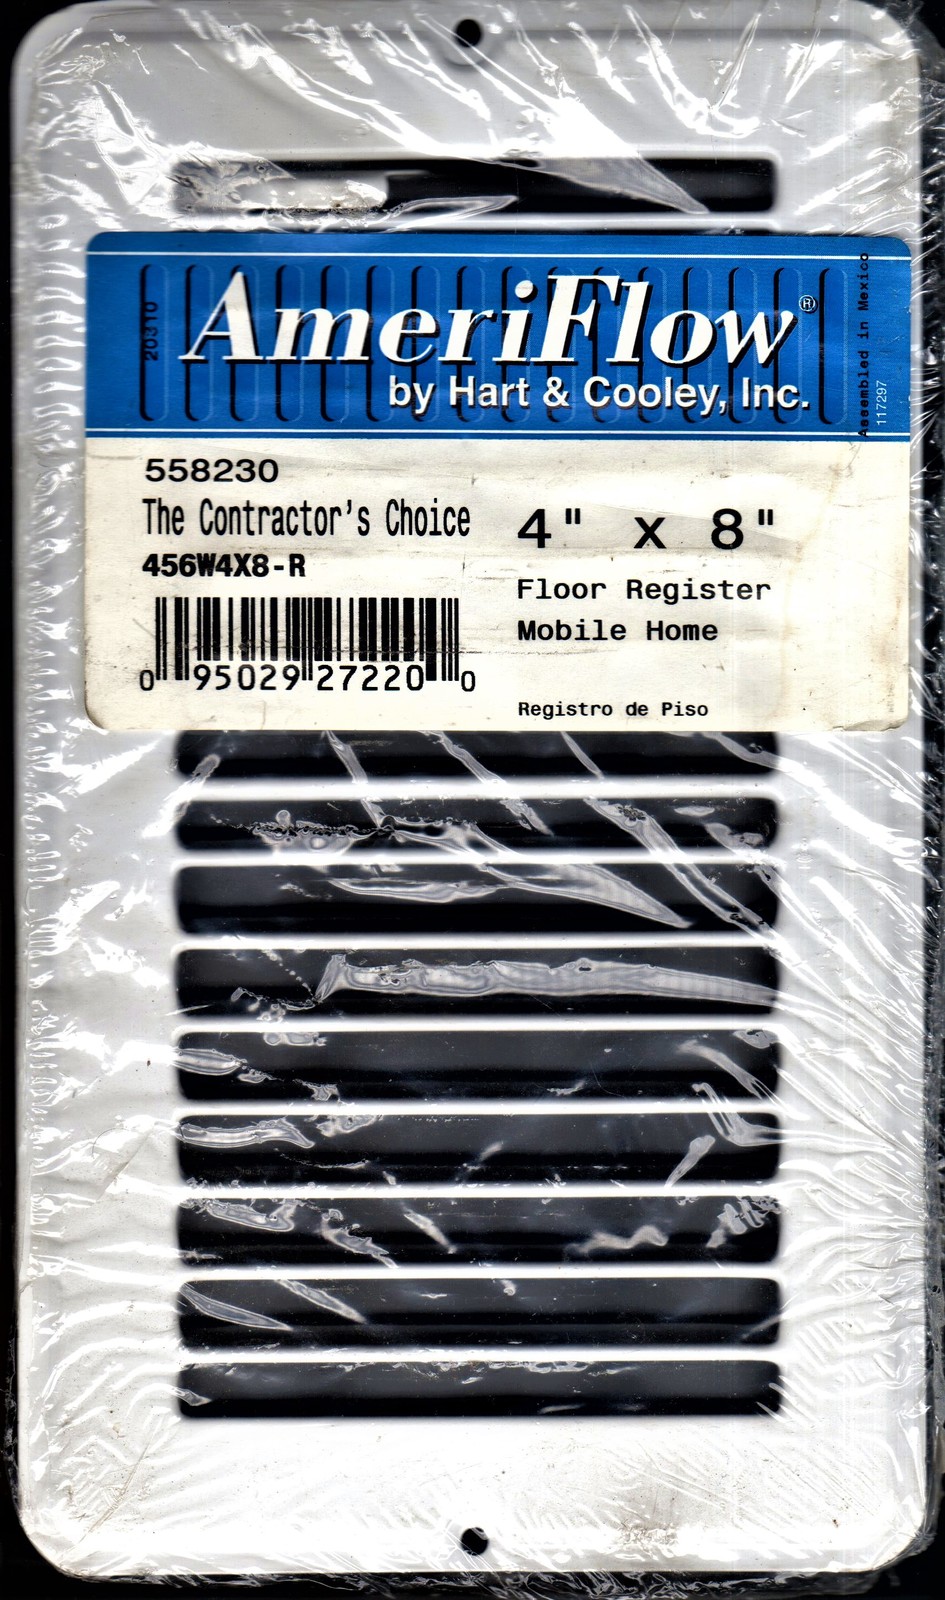 20310
AmeriFlow®
by Hart & Cooley, Inc.
Assembled in Mexico
117297
558230
The Contractor's Choice
456W4X8-R
0 95029 27220 0
4" x 8"
Floor Register
Mobile Home
Registro de Piso